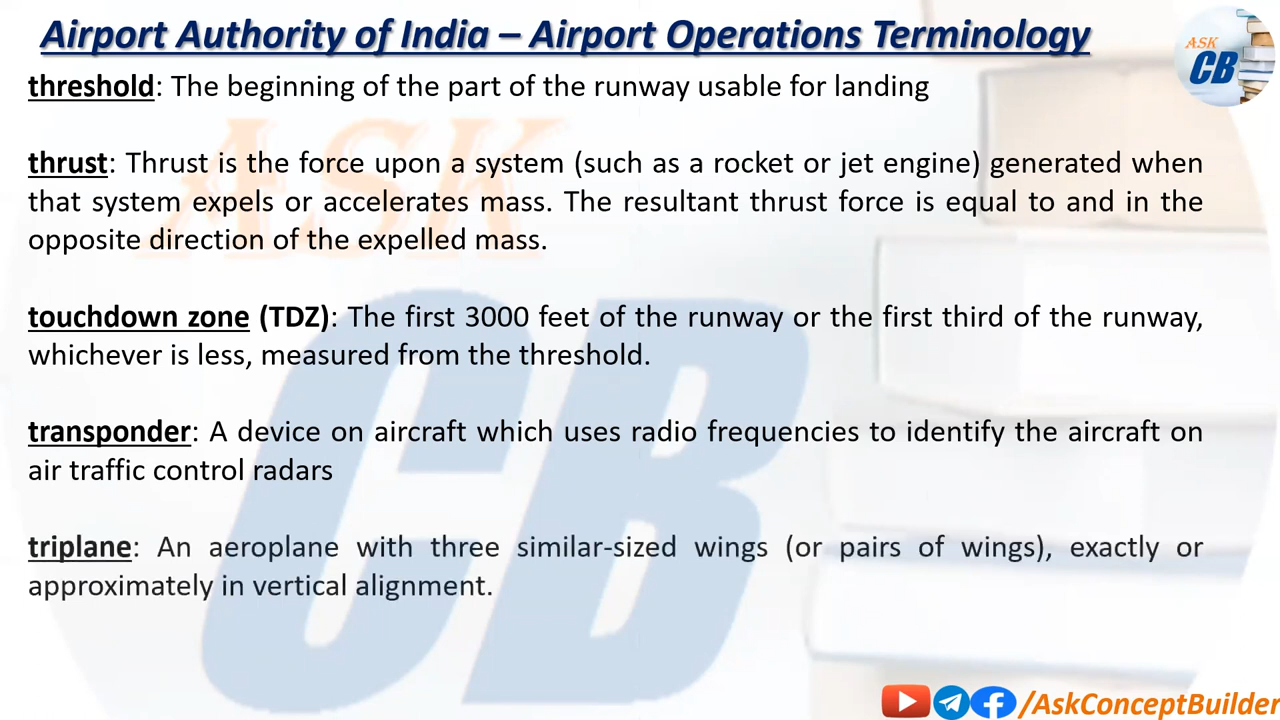 Airport Authority of India – Airport Operations Terminology
ASK
CB
threshold: The beginning of the part of the runway usable for landing
thrust: Thrust is the force upon a system (such as a rocket or jet engine) generated when
that system expels or accelerates mass. The resultant thrust force is equal to and in the
opposite direction of the expelled mass.
touchdown zone (TDZ): The first 3000 feet of the runway or the first third of the runway,
whichever is less, measured from the threshold.
transponder: A device on aircraft which uses radio frequencies to identify the aircraft on
air traffic control radars
triplane: An aeroplane with three similar-sized wings (or pairs of wings), exactly or
approximately in vertical alignment.
ASK
CB
/AskConceptBuilder